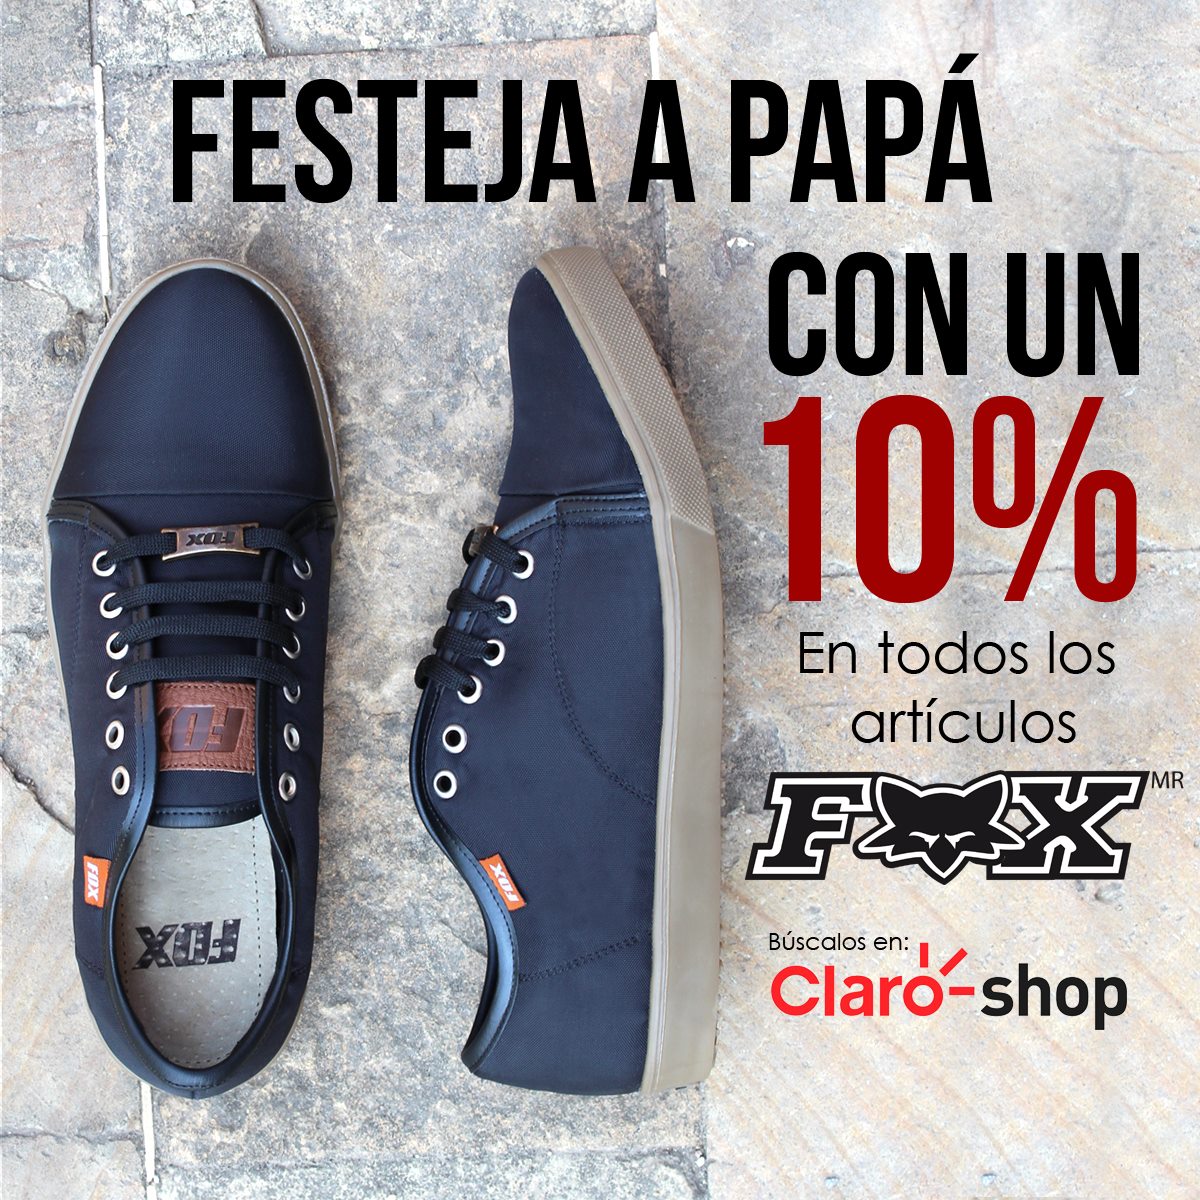 FESTEJA A PAPÁ
CON UN
10%
En todos los
artículos
FOX MR
Búscalos en:
Claro-shop
FOX
FOX
FOX
FOX
FOX